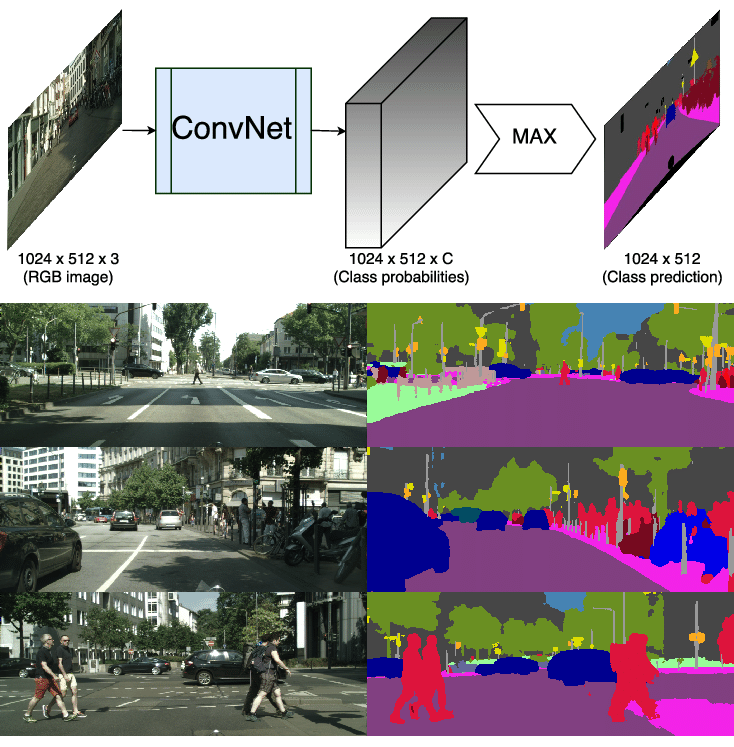 ConvNet
MAX
1024 x 512 x 3
(RGB image)
1024 x 512 x C
(Class probabilities)
1024 x 512
(Class prediction)